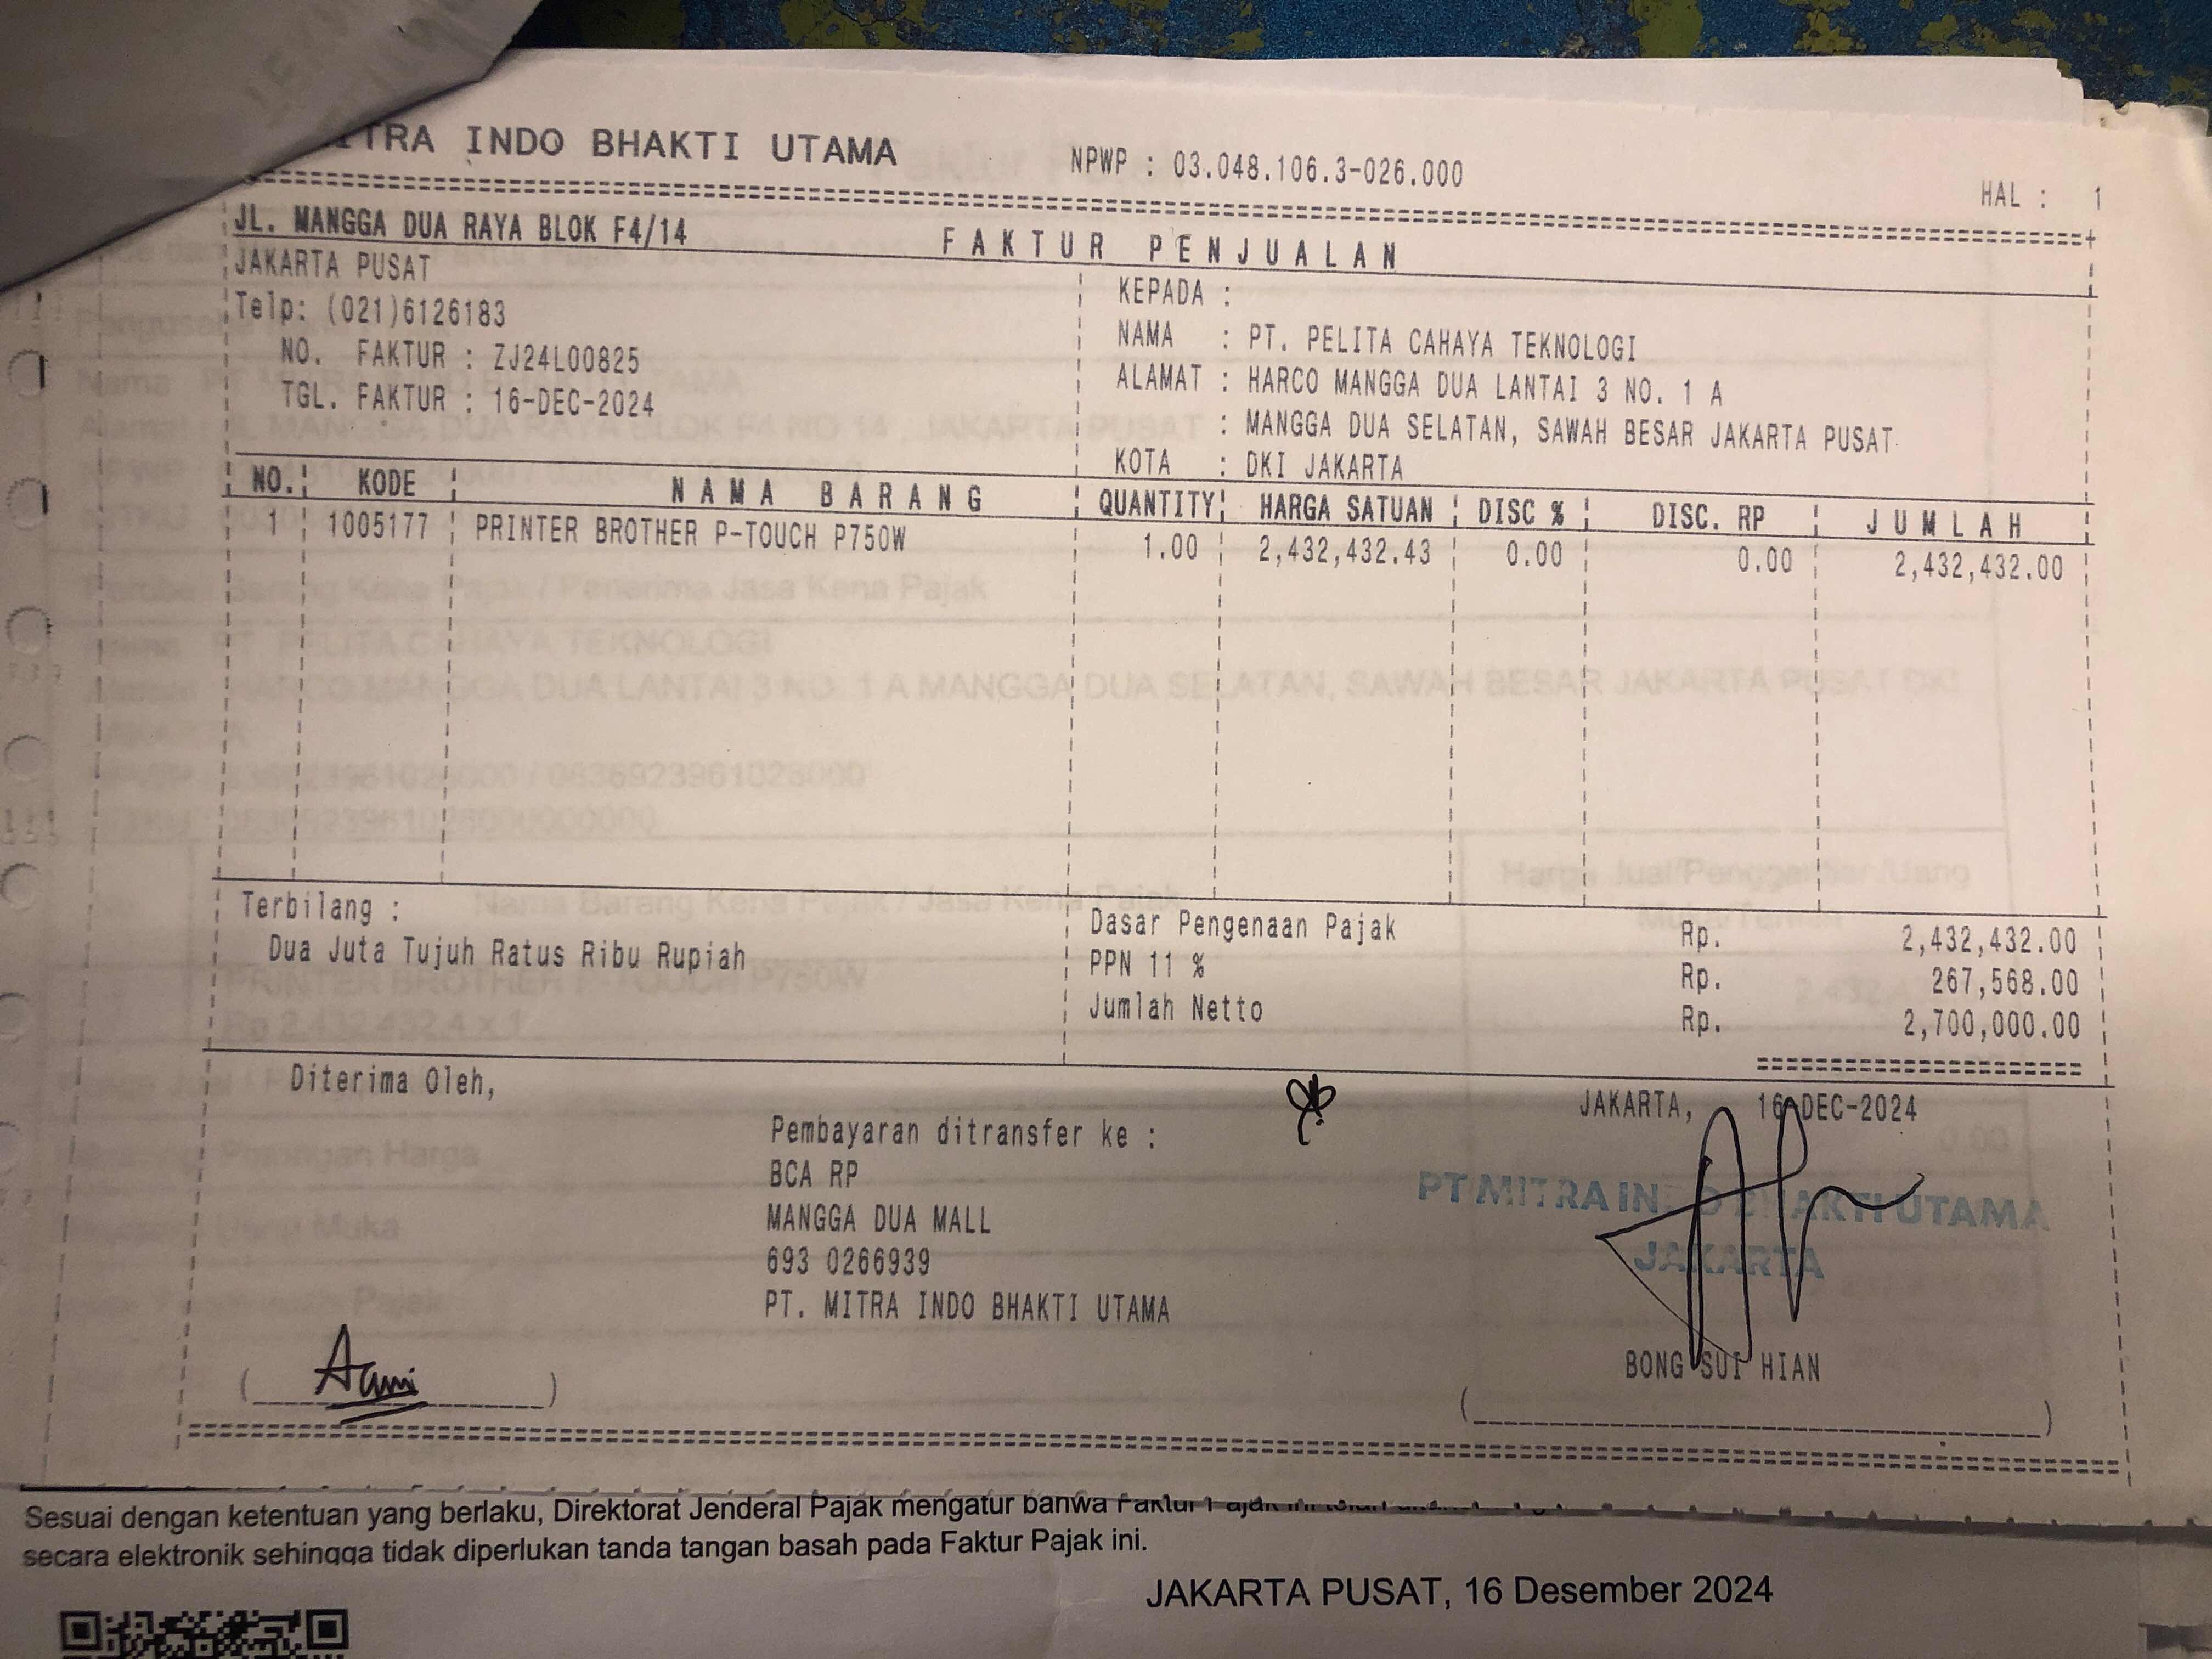 MITRA INDO BHAKTI UTAMA NPWP : 03.048.106.3-026.000 HAL : 1
JL. MANGGA DUA RAYA BLOK F4/14
FAKTUR PENJUALAN
JAKARTA PUSAT
Telp: (021)6126183
NO. FAKTUR : ZJ24L00825
TGL. FAKTUR : 16-DEC-2024
KEPADA :
NAMA : PT. PELITA CAHAYA TEKNOLOGI
ALAMAT : HARCO MANGGA DUA LANTAI 3 NO. 1 A
: MANGGA DUA SELATAN, SAWAH BESAR JAKARTA PUSAT
KOTA : DKI JAKARTA
NO. KODE NAMA BARANG QUANTITY HARGA SATUAN DISC % DISC. RP JUMLAH
1 1005177 PRINTER BROTHER P-TOUCH P750W 1.00 2,432,432.43 0.00 0.00 2,432,432.00
Terbilang :
Dua Juta Tujuh Ratus Ribu Rupiah
Dasar Pengenaan Pajak Rp. 2,432,432.00
PPN 11 % Rp. 267,568.00
Jumlah Netto Rp. 2,700,000.00
Diterima Oleh,
Pembayaran ditransfer ke :
BCA RP
MANGGA DUA MALL
693 0266939
PT. MITRA INDO BHAKTI UTAMA
JAKARTA, 16-DEC-2024
PT MITRA INDO BHAKTI UTAMA
JAKARTA
BONG SUI HIAN
Sesuai dengan ketentuan yang berlaku, Direktorat Jenderal Pajak mengatur bahwa Faktur Pajak ini
secara elektronik sehingga tidak diperlukan tanda tangan basah pada Faktur Pajak ini.
JAKARTA PUSAT, 16 Desember 2024